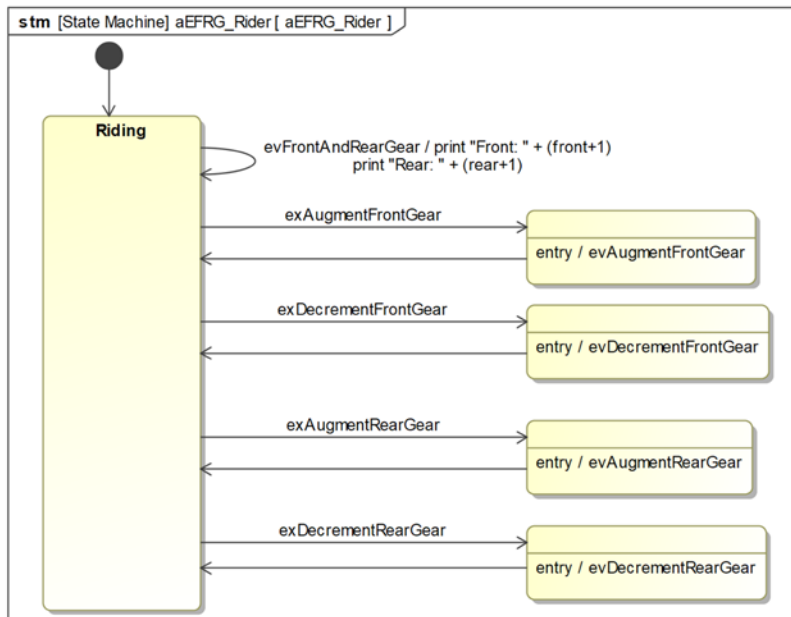 stm [State Machine] aEFRG_Rider [ aEFRG_Rider ]
Riding
evFrontAndRearGear / print "Front: " + (front+1)
print "Rear: " + (rear+1)
exAugmentFrontGear
entry / evAugmentFrontGear
exDecrementFrontGear
entry / evDecrementFrontGear
exAugmentRearGear
entry / evAugmentRearGear
exDecrementRearGear
entry / evDecrementRearGear